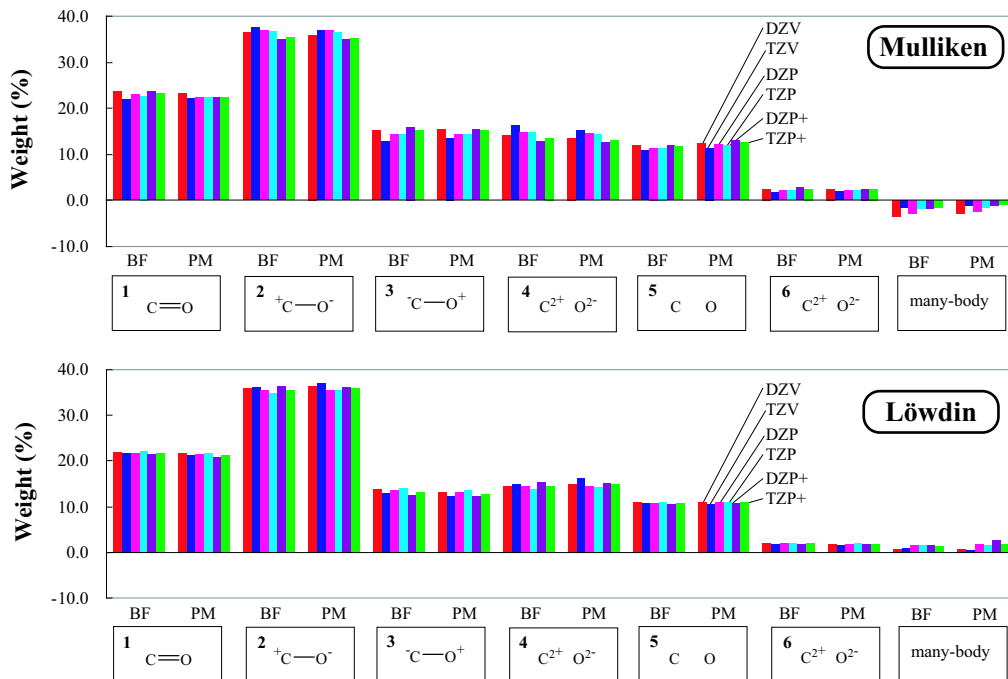 40.0
Mulliken
DZV
TZV
30.0
DZP
TZP
20.0
DZP+
TZP+
Weight (%)
10.0
0.0
-10.0
BF PM BF PM BF PM BF PM BF PM BF PM BF PM
1 C=O
2 ⁺C—O⁻
3 ⁻C—O⁺
4 C²⁺ O²⁻
5 C O
6 C²⁺ O²⁻
many-body
40.0
DZV
Löwdin
TZV
30.0
DZP
TZP
20.0
DZP+
TZP+
Weight (%)
10.0
0.0
-10.0
BF PM BF PM BF PM BF PM BF PM BF PM BF PM
1 C=O
2 ⁺C—O⁻
3 ⁻C—O⁺
4 C²⁺ O²⁻
5 C O
6 C²⁺ O²⁻
many-body